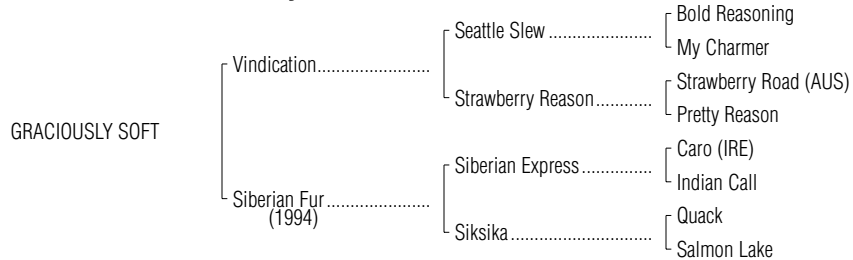 Bold Reasoning
Seattle Slew ......................
My Charmer
Vindication........................
Strawberry Road (AUS)
Strawberry Reason............
Pretty Reason
GRACIOUSLY SOFT
Caro (IRE)
Siberian Express ...............
Indian Call
Siberian Fur ......................
(1994)
Quack
Siksika ..............................
Salmon Lake